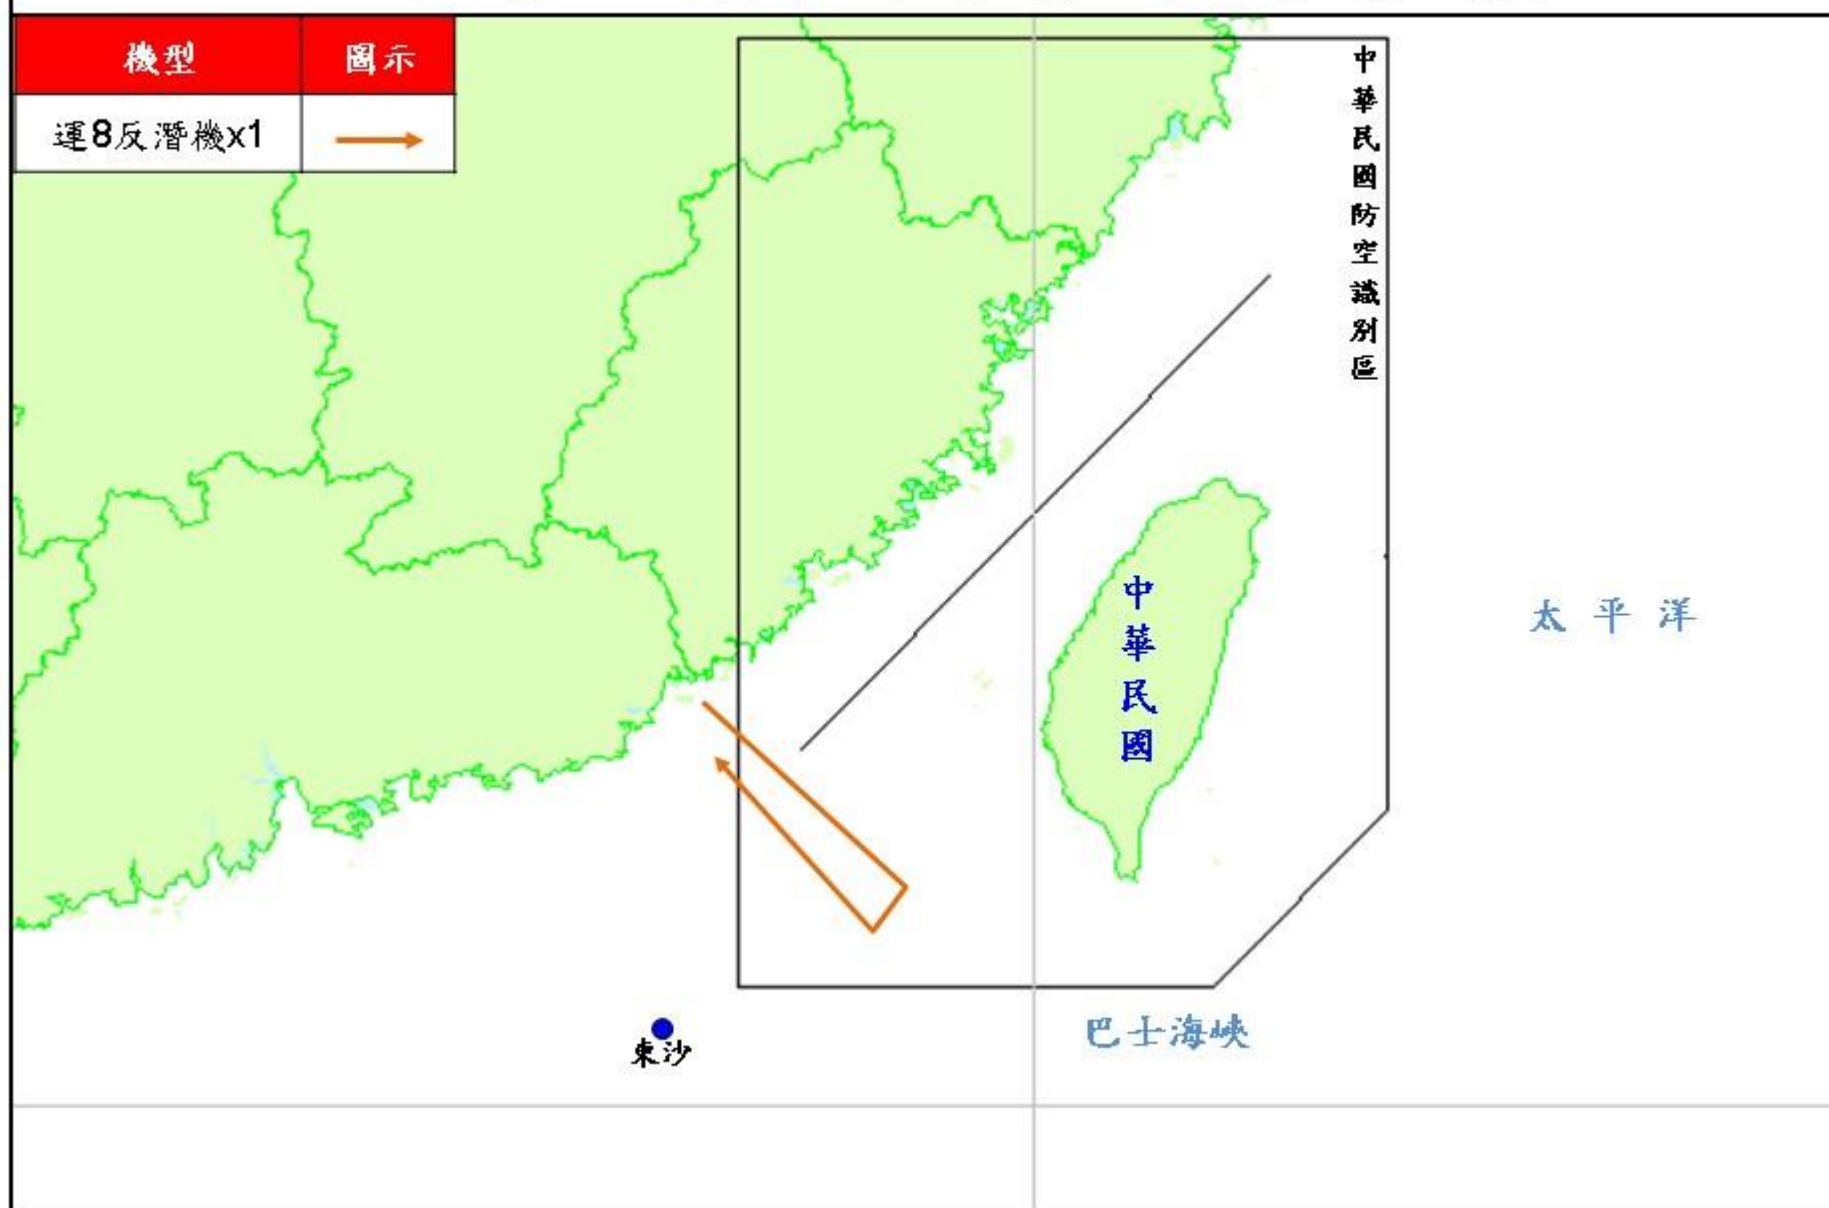 機型 圖示
運8反潛機x1
中華民國防空識別區
中華民國
太平洋
巴士海峽
東沙